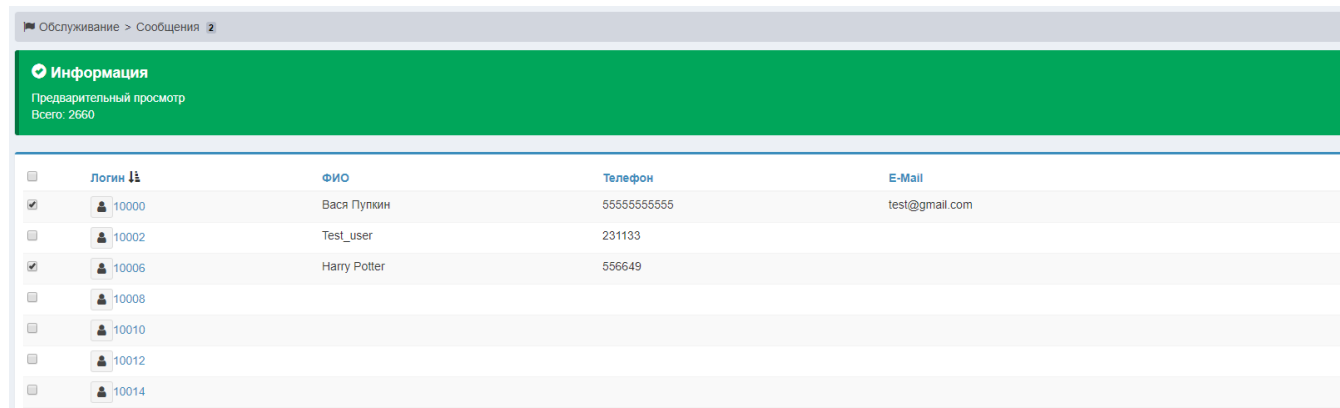 Обслуживание > Сообщения 2
Информация
Предварительный просмотр
Всего: 2660
Логин ФИО Телефон E-Mail
10000 Вася Пупкин 55555555555 test@gmail.com
10002 Test_user 231133
10006 Harry Potter 556649
10008
10010
10012
10014